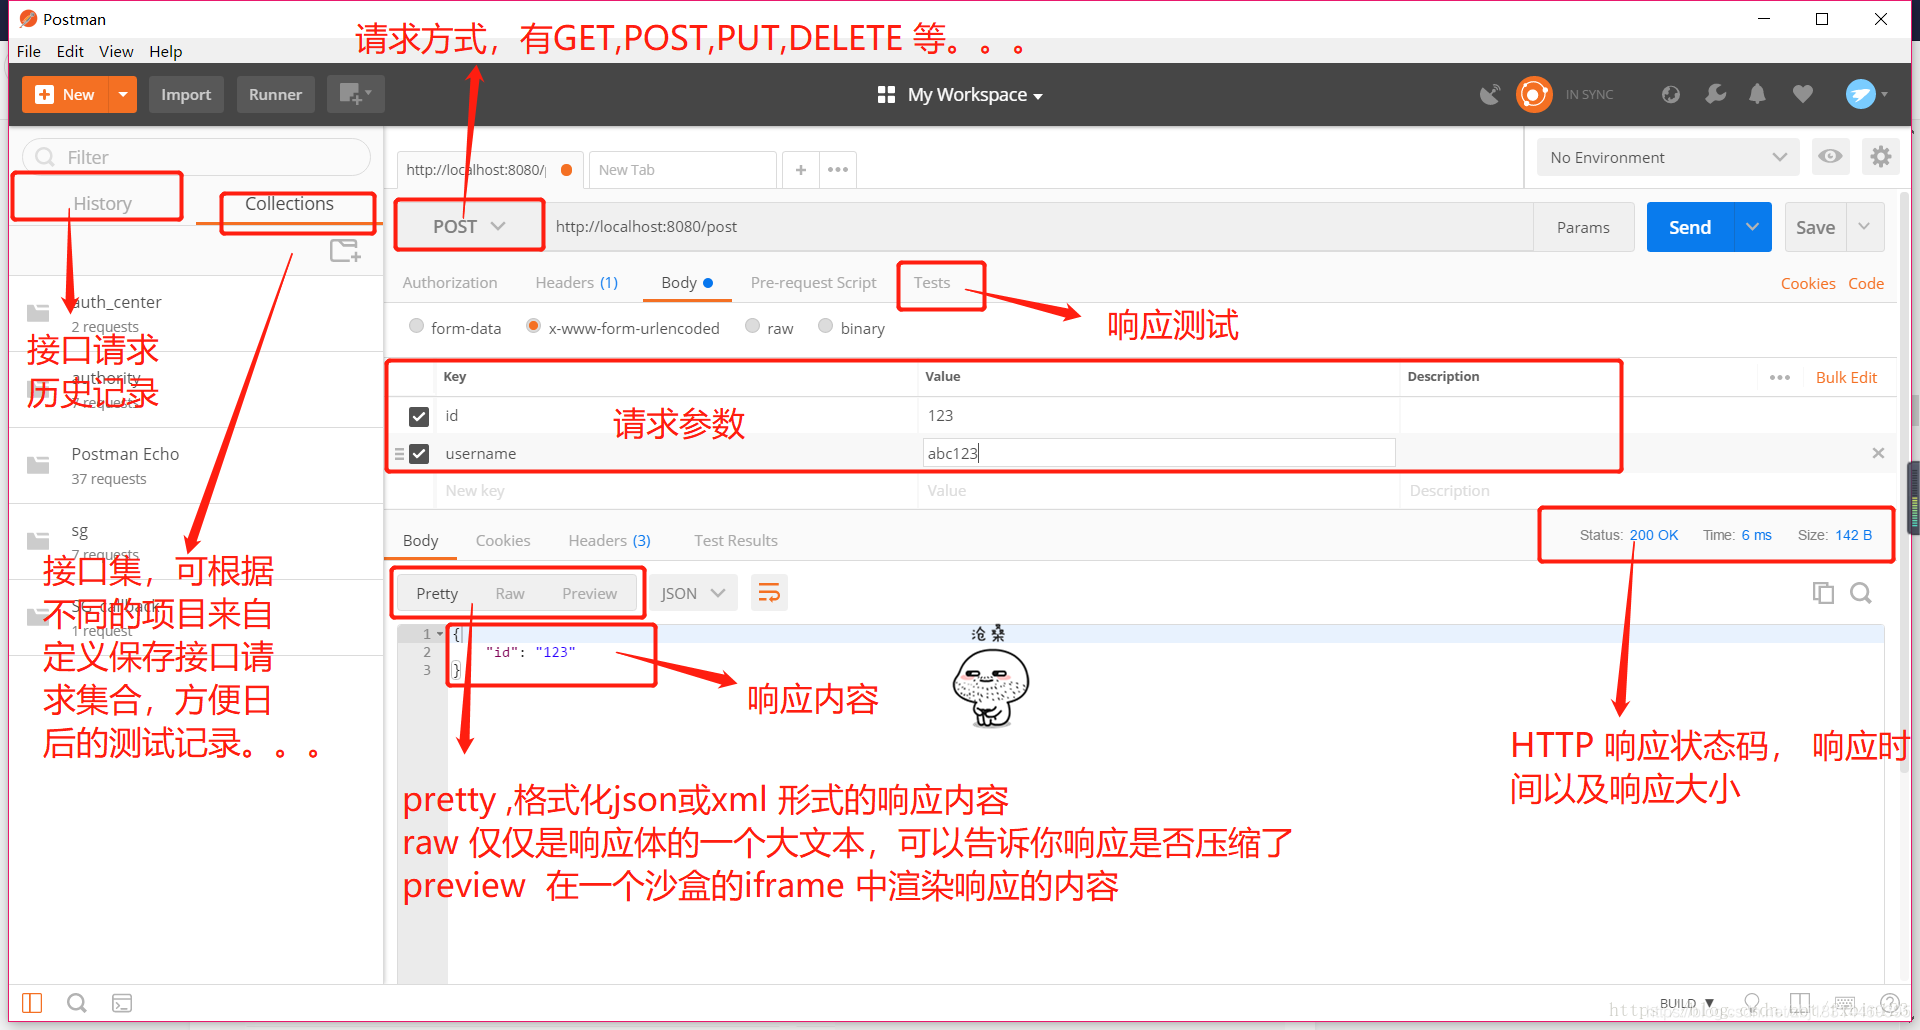 Postman
请求方式，有GET,POST,PUT,DELETE 等。。。
File Edit View Help
New Import Runner My Workspace IN SYNC
Filter
History Collections
http://localhost:8080/ New Tab + ••• No Environment
POST http://localhost:8080/post Params Send Save
Authorization Headers (1) Body Pre-request Script Tests Cookies Code
响应测试
form-data x-www-form-urlencoded raw binary
auth_center
2 requests
接口请求
历史记录
authority
7 requests
Postman Echo
37 requests
sg
7 requests
1 request
接口集，可根据
不同的项目来自
定义保存接口请
求集合，方便日
后的测试记录。。。
Key Value Description ••• Bulk Edit
id 123
请求参数
username abc123
New key Value Description
Body Cookies Headers (3) Test Results Status: 200 OK Time: 6 ms Size: 142 B
Pretty Raw Preview JSON
1 {
2 "id": "123"
3 }
沧桑
响应内容
HTTP 响应状态码， 响应时
间以及响应大小
pretty ,格式化json或xml 形式的响应内容
raw 仅仅是响应体的一个大文本，可以告诉你响应是否压缩了
preview 在一个沙盒的iframe 中渲染响应的内容
BUILD